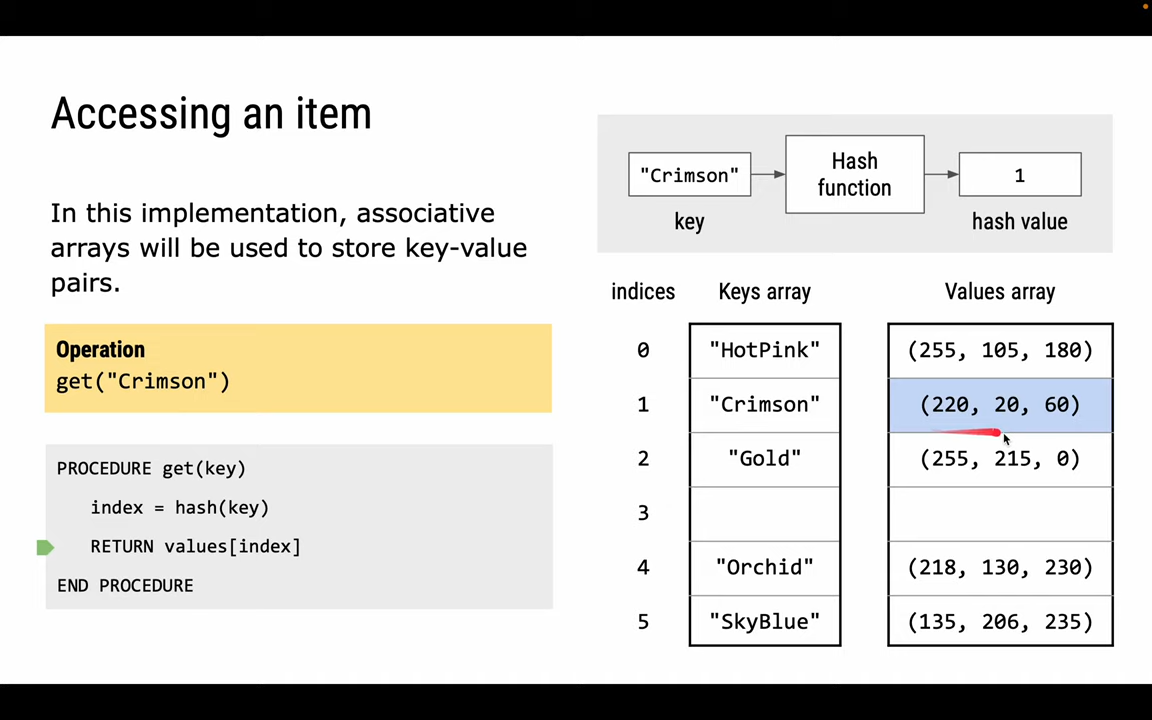 Accessing an item
In this implementation, associative
arrays will be used to store key-value
pairs.
Operation
get("Crimson")
PROCEDURE get(key)
index = hash(key)
RETURN values[index]
END PROCEDURE
"Crimson"
Hash
function
1
key
hash value
indices Keys array Values array
0 "HotPink" (255, 105, 180)
1 "Crimson" (220, 20, 60)
2 "Gold" (255, 215, 0)
3
4 "Orchid" (218, 130, 230)
5 "SkyBlue" (135, 206, 235)